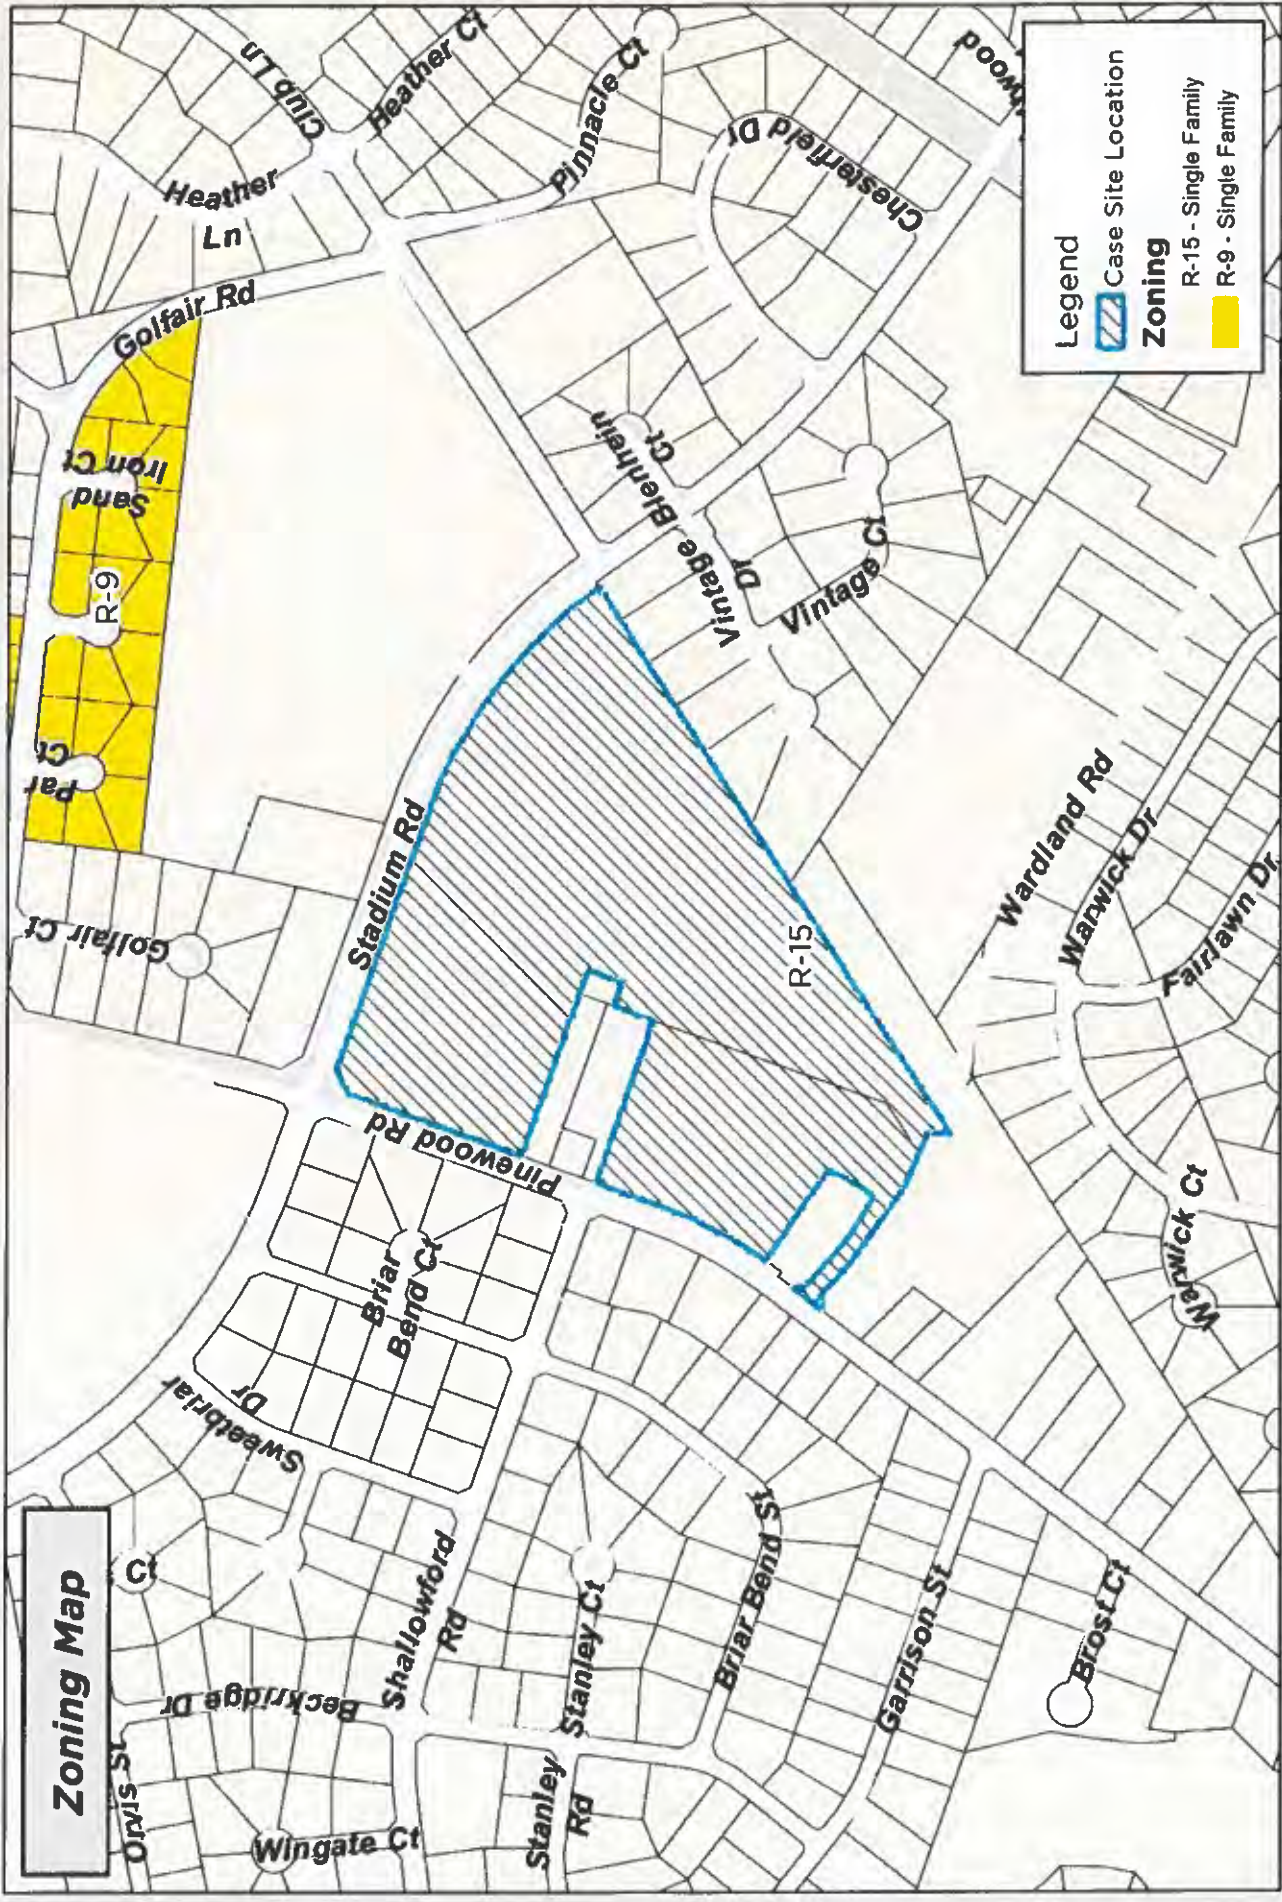 Zoning Map
Orvis St
Ct
Beckridge Dr
Wingate Ct
Sweetbriar
Dr
Shallowford
Rd
Stanley
Rd
Stanley Ct
Briar
Bend Ct
Briar Bend St
Garrison St
Brost Ct
Pinewood Rd
Golfair Ct
Stadium Rd
Par
Ct
R-9
Sand
Iron Ct
Golfair Rd
Heather
Ln
Club Ln
Heather Ct
Pinnacle Ct
Chesterfield Dr
Blenhrein
Ct
Vintage
Dr
Vintage Ct
R-15
Wardland Rd
Warwick Dr
Fairlawn Dr
Warwick Ct
Legend
Case Site Location
Zoning
R-15 - Single Family
R-9 - Single Family